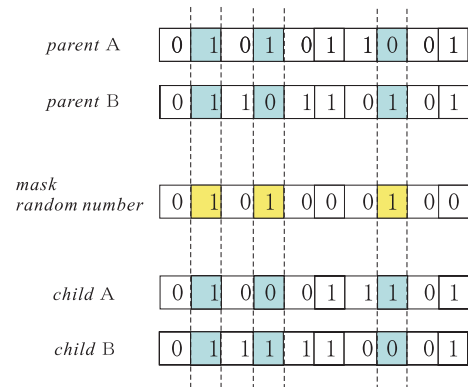 parent A 0 1 0 1 0 1 1 0 0 1
parent B 0 1 1 0 1 1 0 1 0 1
mask
random number 0 1 0 1 0 0 0 1 0 0
child A 0 1 0 0 0 1 1 1 0 1
child B 0 1 1 1 1 1 0 0 0 1